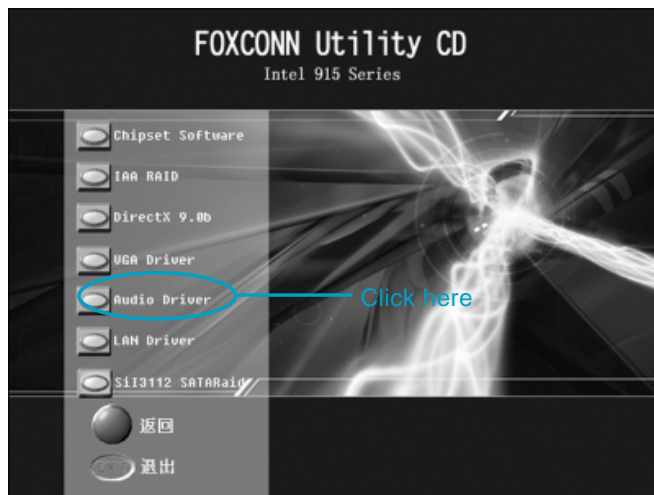 FOXCONN Utility CD
Intel 915 Series
Chipset Software
IAA RAID
DirectX 9.0b
VGA Driver
Audio Driver
Click here
LAN Driver
SiI3112 SATARaid
返回
EXIT 退出